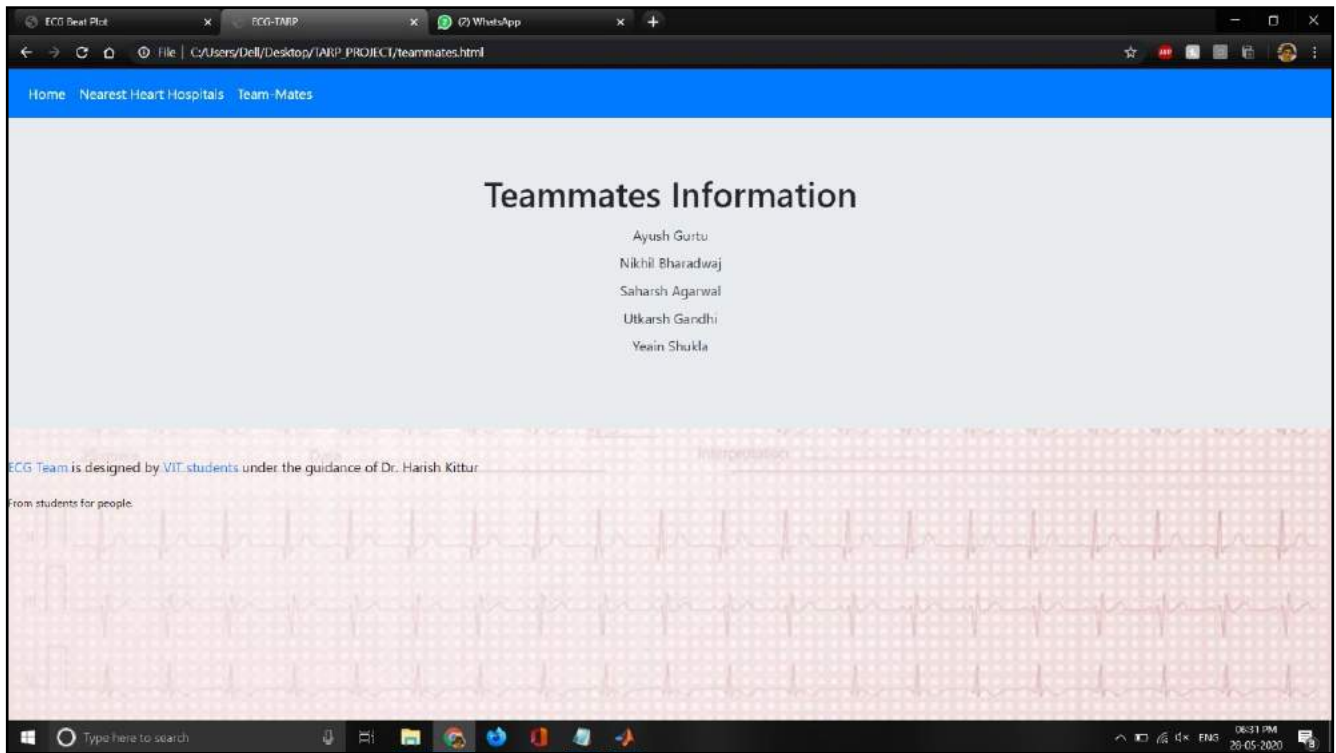 ECG Beat Plot
ECG-TARP
(2) WhatsApp
File | C:/Users/Dell/Desktop/TARP_PROJECT/teammates.html
Home Nearest Heart Hospitals Team-Mates
Teammates Information
Ayush Gurtu
Nikhil Bharadwaj
Saharsh Agarwal
Utkarsh Gandhi
Yeain Shukla
Interpretation
ECG Team is designed by VIT students under the guidance of Dr. Harish Kittur
From students for people.
Type here to search
ENG
06:31 PM
28-05-2020